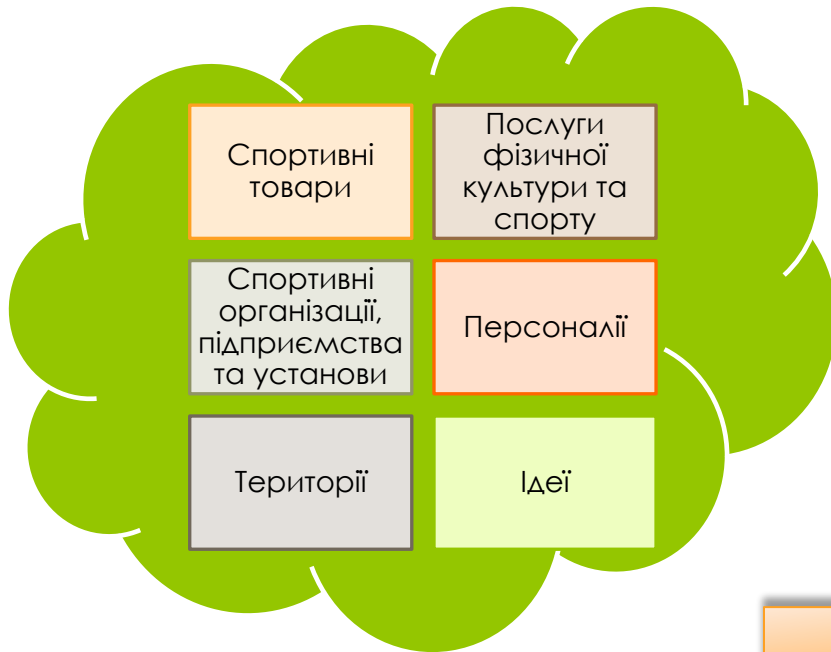 Спортивні
товари
Послуги
фізичної
культури та
спорту
Спортивні
організації,
підприємства
та установи
Персоналії
Території
Ідеї